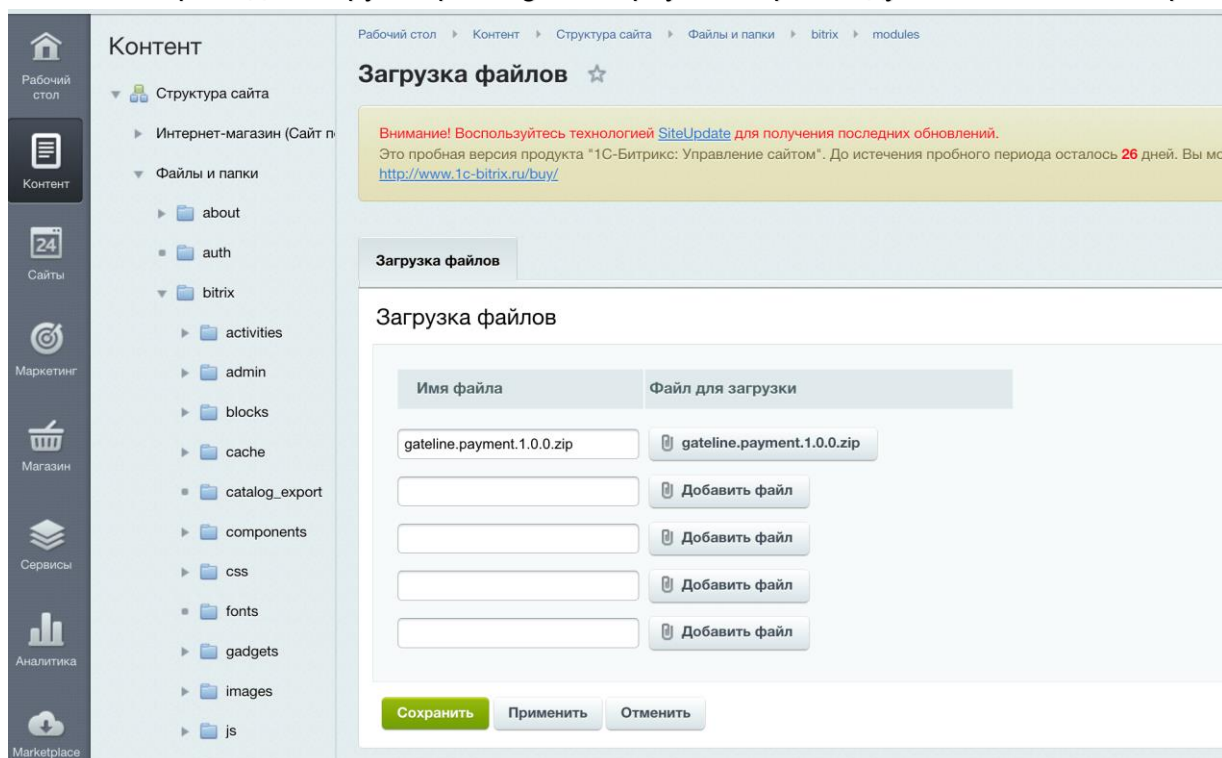 Рабочий стол
Контент
24
Сайты
Маркетинг
Магазин
Сервисы
Аналитика
Marketplace
Контент
Структура сайта
Интернет-магазин (Сайт
Файлы и папки
about
auth
bitrix
activities
admin
blocks
cache
catalog_export
components
css
fonts
gadgets
images
js
Рабочий стол Контент Структура сайта Файлы и папки bitrix modules
Загрузка файлов
Внимание! Воспользуйтесь технологией SiteUpdate для получения последних обновлений.
Это пробная версия продукта "1С-Битрикс: Управление сайтом". До истечения пробного периода осталось 26 дней. Вы
http://www.1c-bitrix.ru/buy/
Загрузка файлов
Загрузка файлов
Имя файла Файл для загрузки
gateline.payment.1.0.0.zip gateline.payment.1.0.0.zip
Добавить файл
Добавить файл
Добавить файл
Добавить файл
Сохранить Применить Отменить